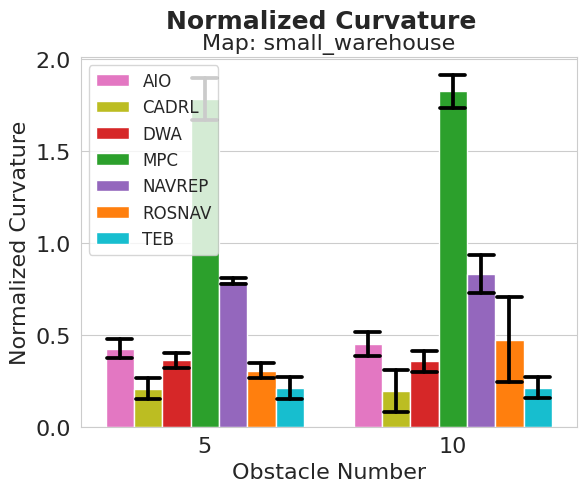 Normalized Curvature
Map: small_warehouse
Normalized Curvature
2.0
1.5
1.0
0.5
0.0
AIO
CADRL
DWA
MPC
NAVREP
ROSNAV
TEB
5
10
Obstacle Number